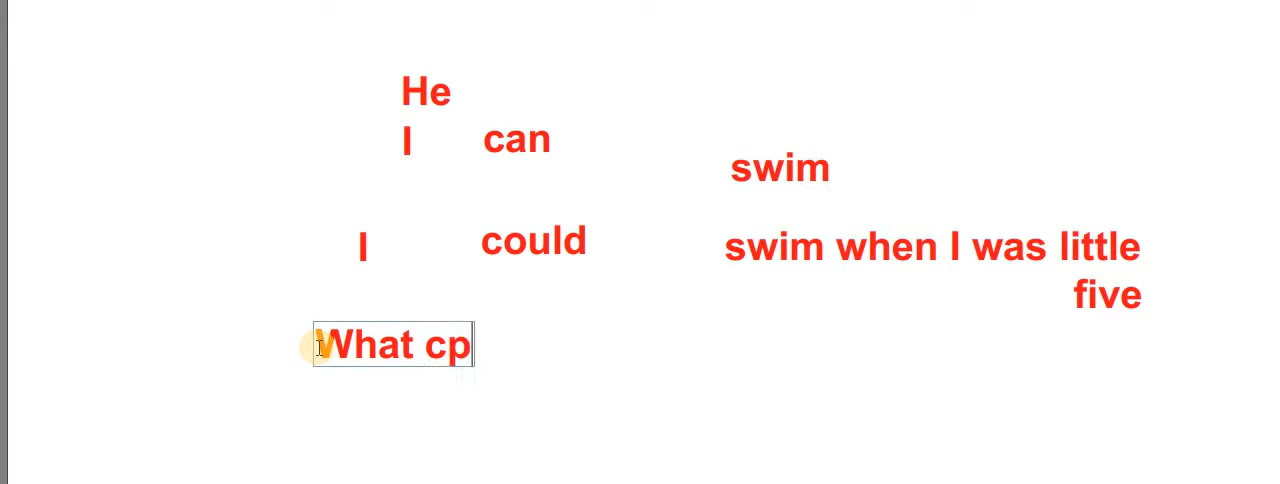 He
I can
swim
I could swim when I was little
five
What cp